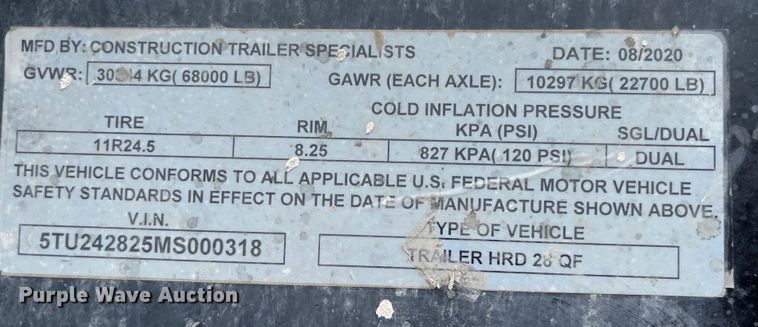 MFD BY: CONSTRUCTION TRAILER SPECIALISTS DATE: 08/2020
GVWR: KG( 68000 LB) GAWR (EACH AXLE): 10297 KG( 22700 LB)
COLD INFLATION PRESSURE
TIRE RIM KPA (PSI) SGL/DUAL
11R24.5 8.25 827 KPA( 120 PSI) DUAL
THIS VEHICLE CONFORMS TO ALL APPLICABLE U.S. FEDERAL MOTOR VEHICLE
SAFETY STANDARDS IN EFFECT ON THE DATE OF MANUFACTURE SHOWN ABOVE.
V.I.N. TYPE OF VEHICLE
5TU242825MS000318 TRAILER HRD 28 QF
Purple Wave Auction